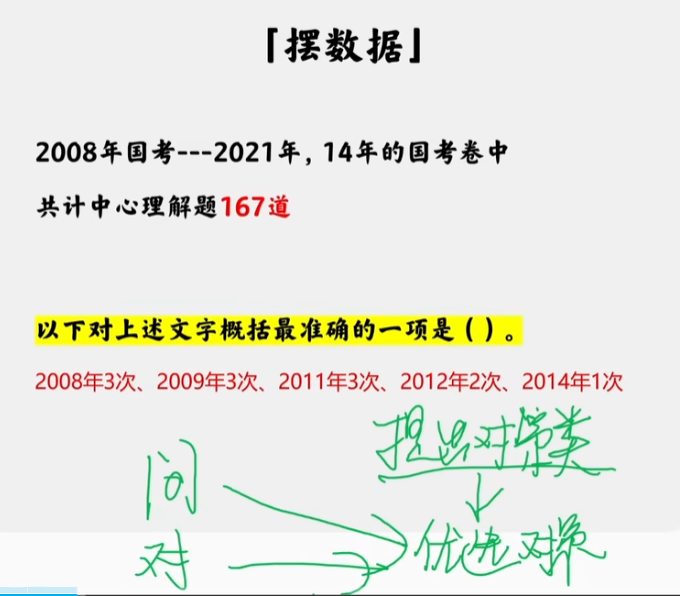 「摆数据」
2008年国考---2021年，14年的国考卷中
共计中心理解题167道
以下对上述文字概括最准确的一项是（ ）。
2008年3次、2009年3次、2011年3次、2012年2次、2014年1次
提出对策类
问
对
优选对策